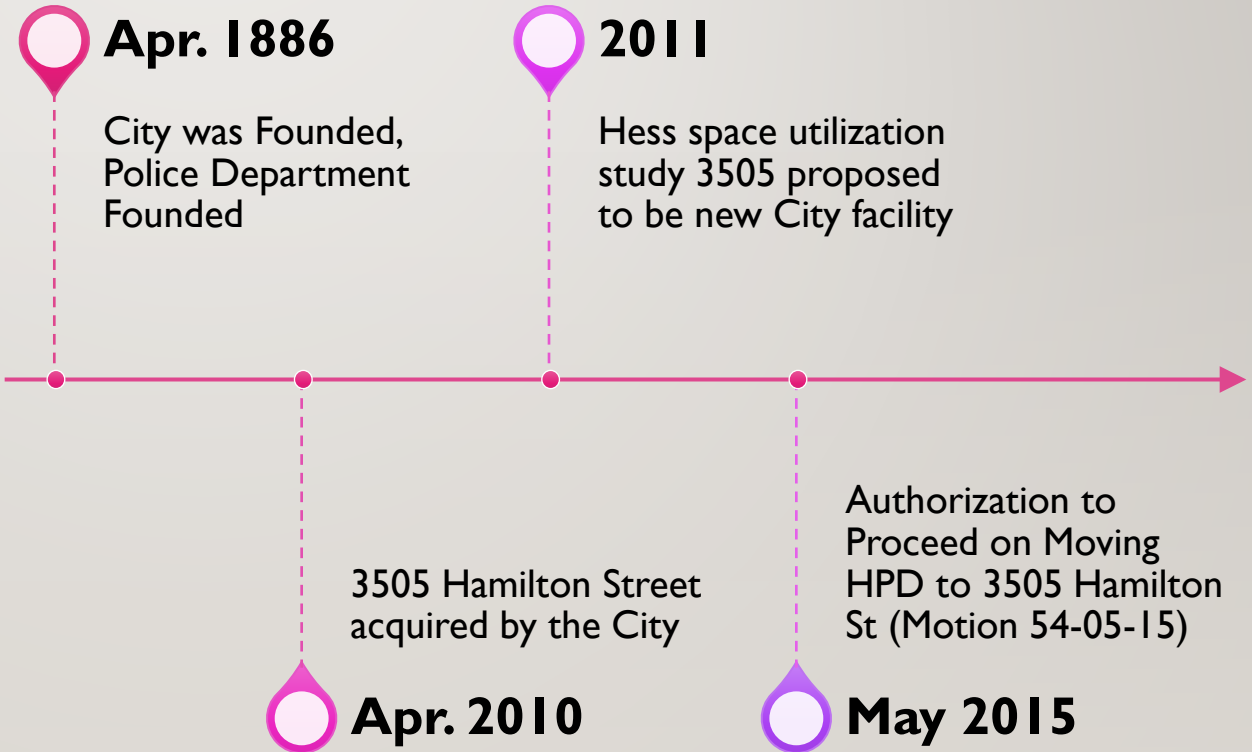 Apr. 1886
City was Founded,
Police Department
Founded
3505 Hamilton Street
acquired by the City
Apr. 2010
2011
Hess space utilization
study 3505 proposed
to be new City facility
Authorization to
Proceed on Moving
HPD to 3505 Hamilton
St (Motion 54-05-15)
May 2015